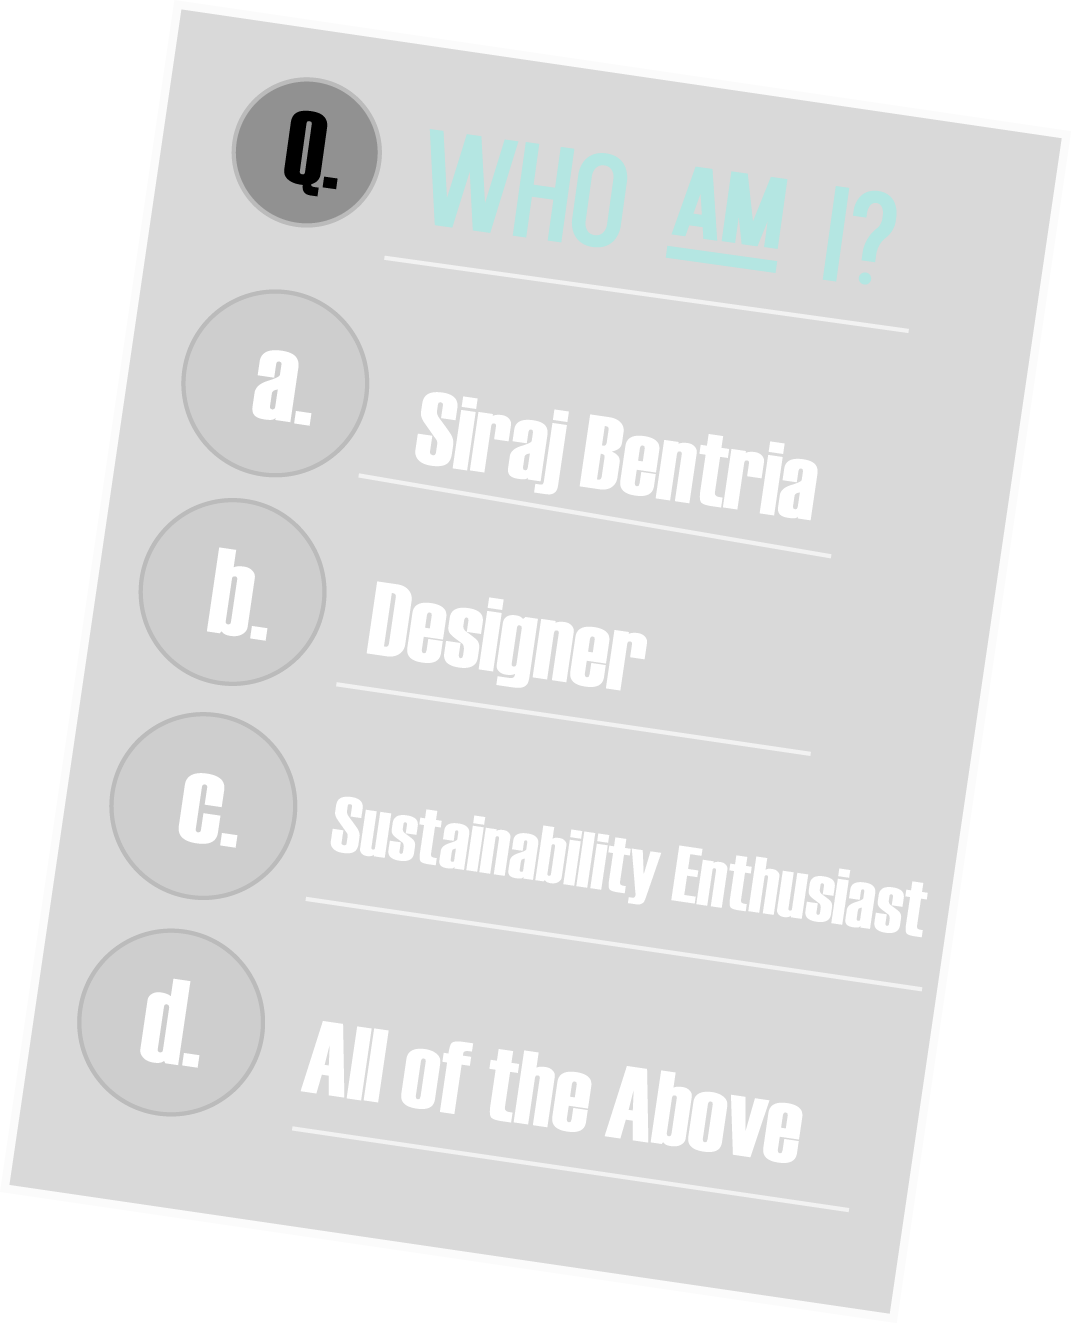 Q. WHO AM I?
a. Siraj Bentria
b. Designer
c. Sustainability Enthusiast
d. All of the Above